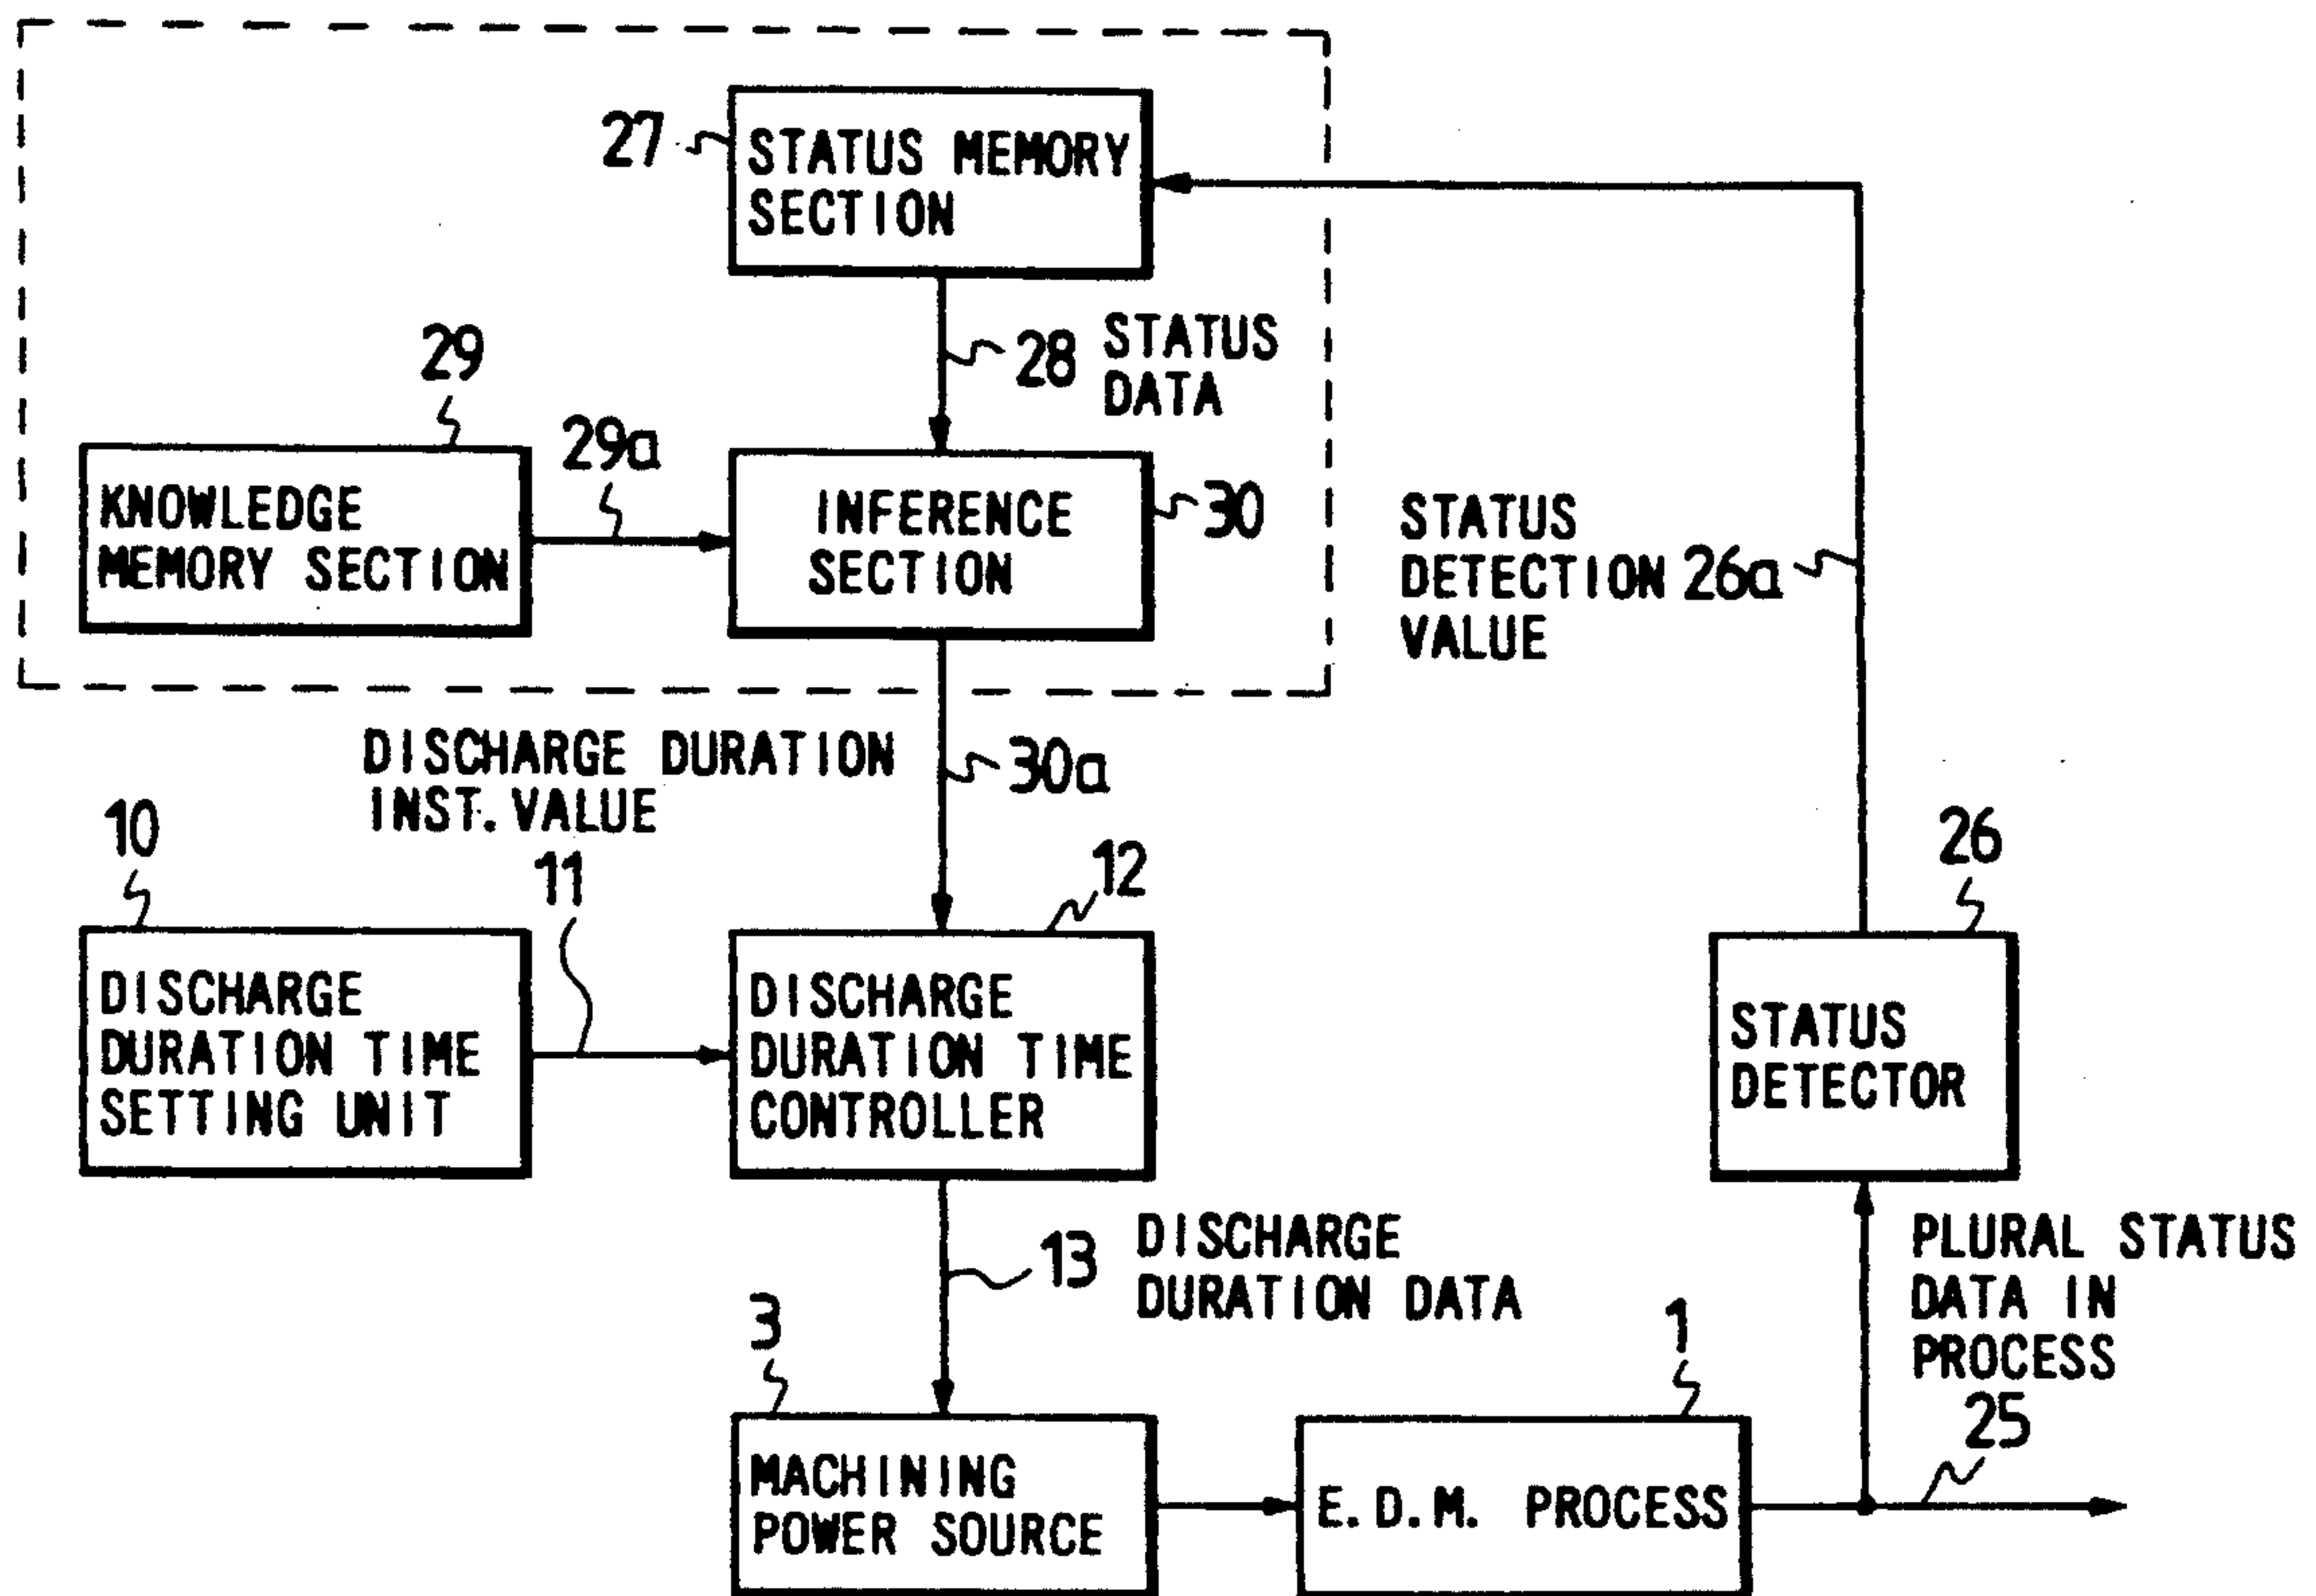 27
STATUS MEMORY
SECTION
28
STATUS
DATA
29
29a
KNOWLEDGE
MEMORY SECTION
INFERENCE
SECTION
30
STATUS
DETECTION
VALUE
26a
DISCHARGE DURATION
INST. VALUE
30a
10
11
12
26
DISCHARGE
DURATION TIME
SETTING UNIT
DISCHARGE
DURATION TIME
CONTROLLER
STATUS
DETECTOR
13
DISCHARGE
DURATION DATA
PLURAL STATUS
DATA IN
PROCESS
25
3
1
MACHINING
POWER SOURCE
E. D. M. PROCESS